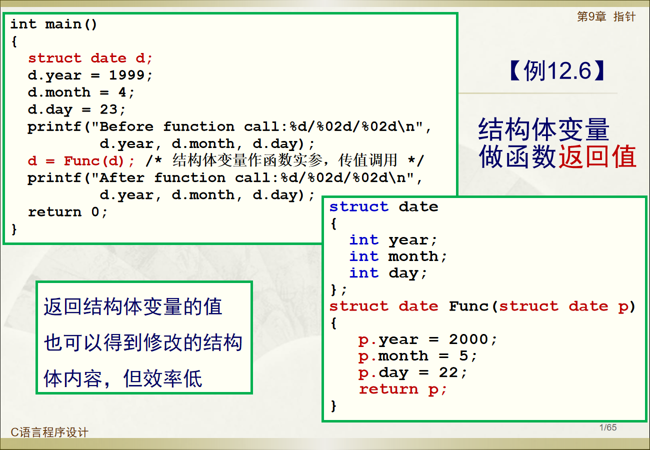 第9章 指针
int main()
{
struct date d;
d.year = 1999;
d.month = 4;
d.day = 23;
printf("Before function call:%d/%02d/%02d\n",
d.year, d.month, d.day);
d = Func(d); /* 结构体变量作函数实参，传值调用 */
printf("After function call:%d/%02d/%02d\n",
d.year, d.month, d.day);
return 0;
}
【例12.6】
结构体变量
做函数返回值
struct date
{
int year;
int month;
int day;
};
struct date Func(struct date p)
{
p.year = 2000;
p.month = 5;
p.day = 22;
return p;
}
返回结构体变量的值
也可以得到修改的结构
体内容，但效率低
C语言程序设计
1/65